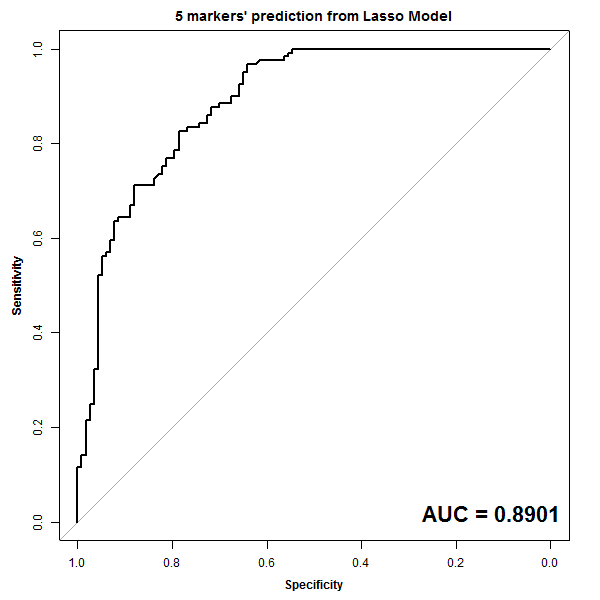 5 markers' prediction from Lasso Model
1.0
0.8
0.6
0.4
0.2
0.0
Sensitivity
AUC = 0.8901
1.0 0.8 0.6 0.4 0.2 0.0
Specificity